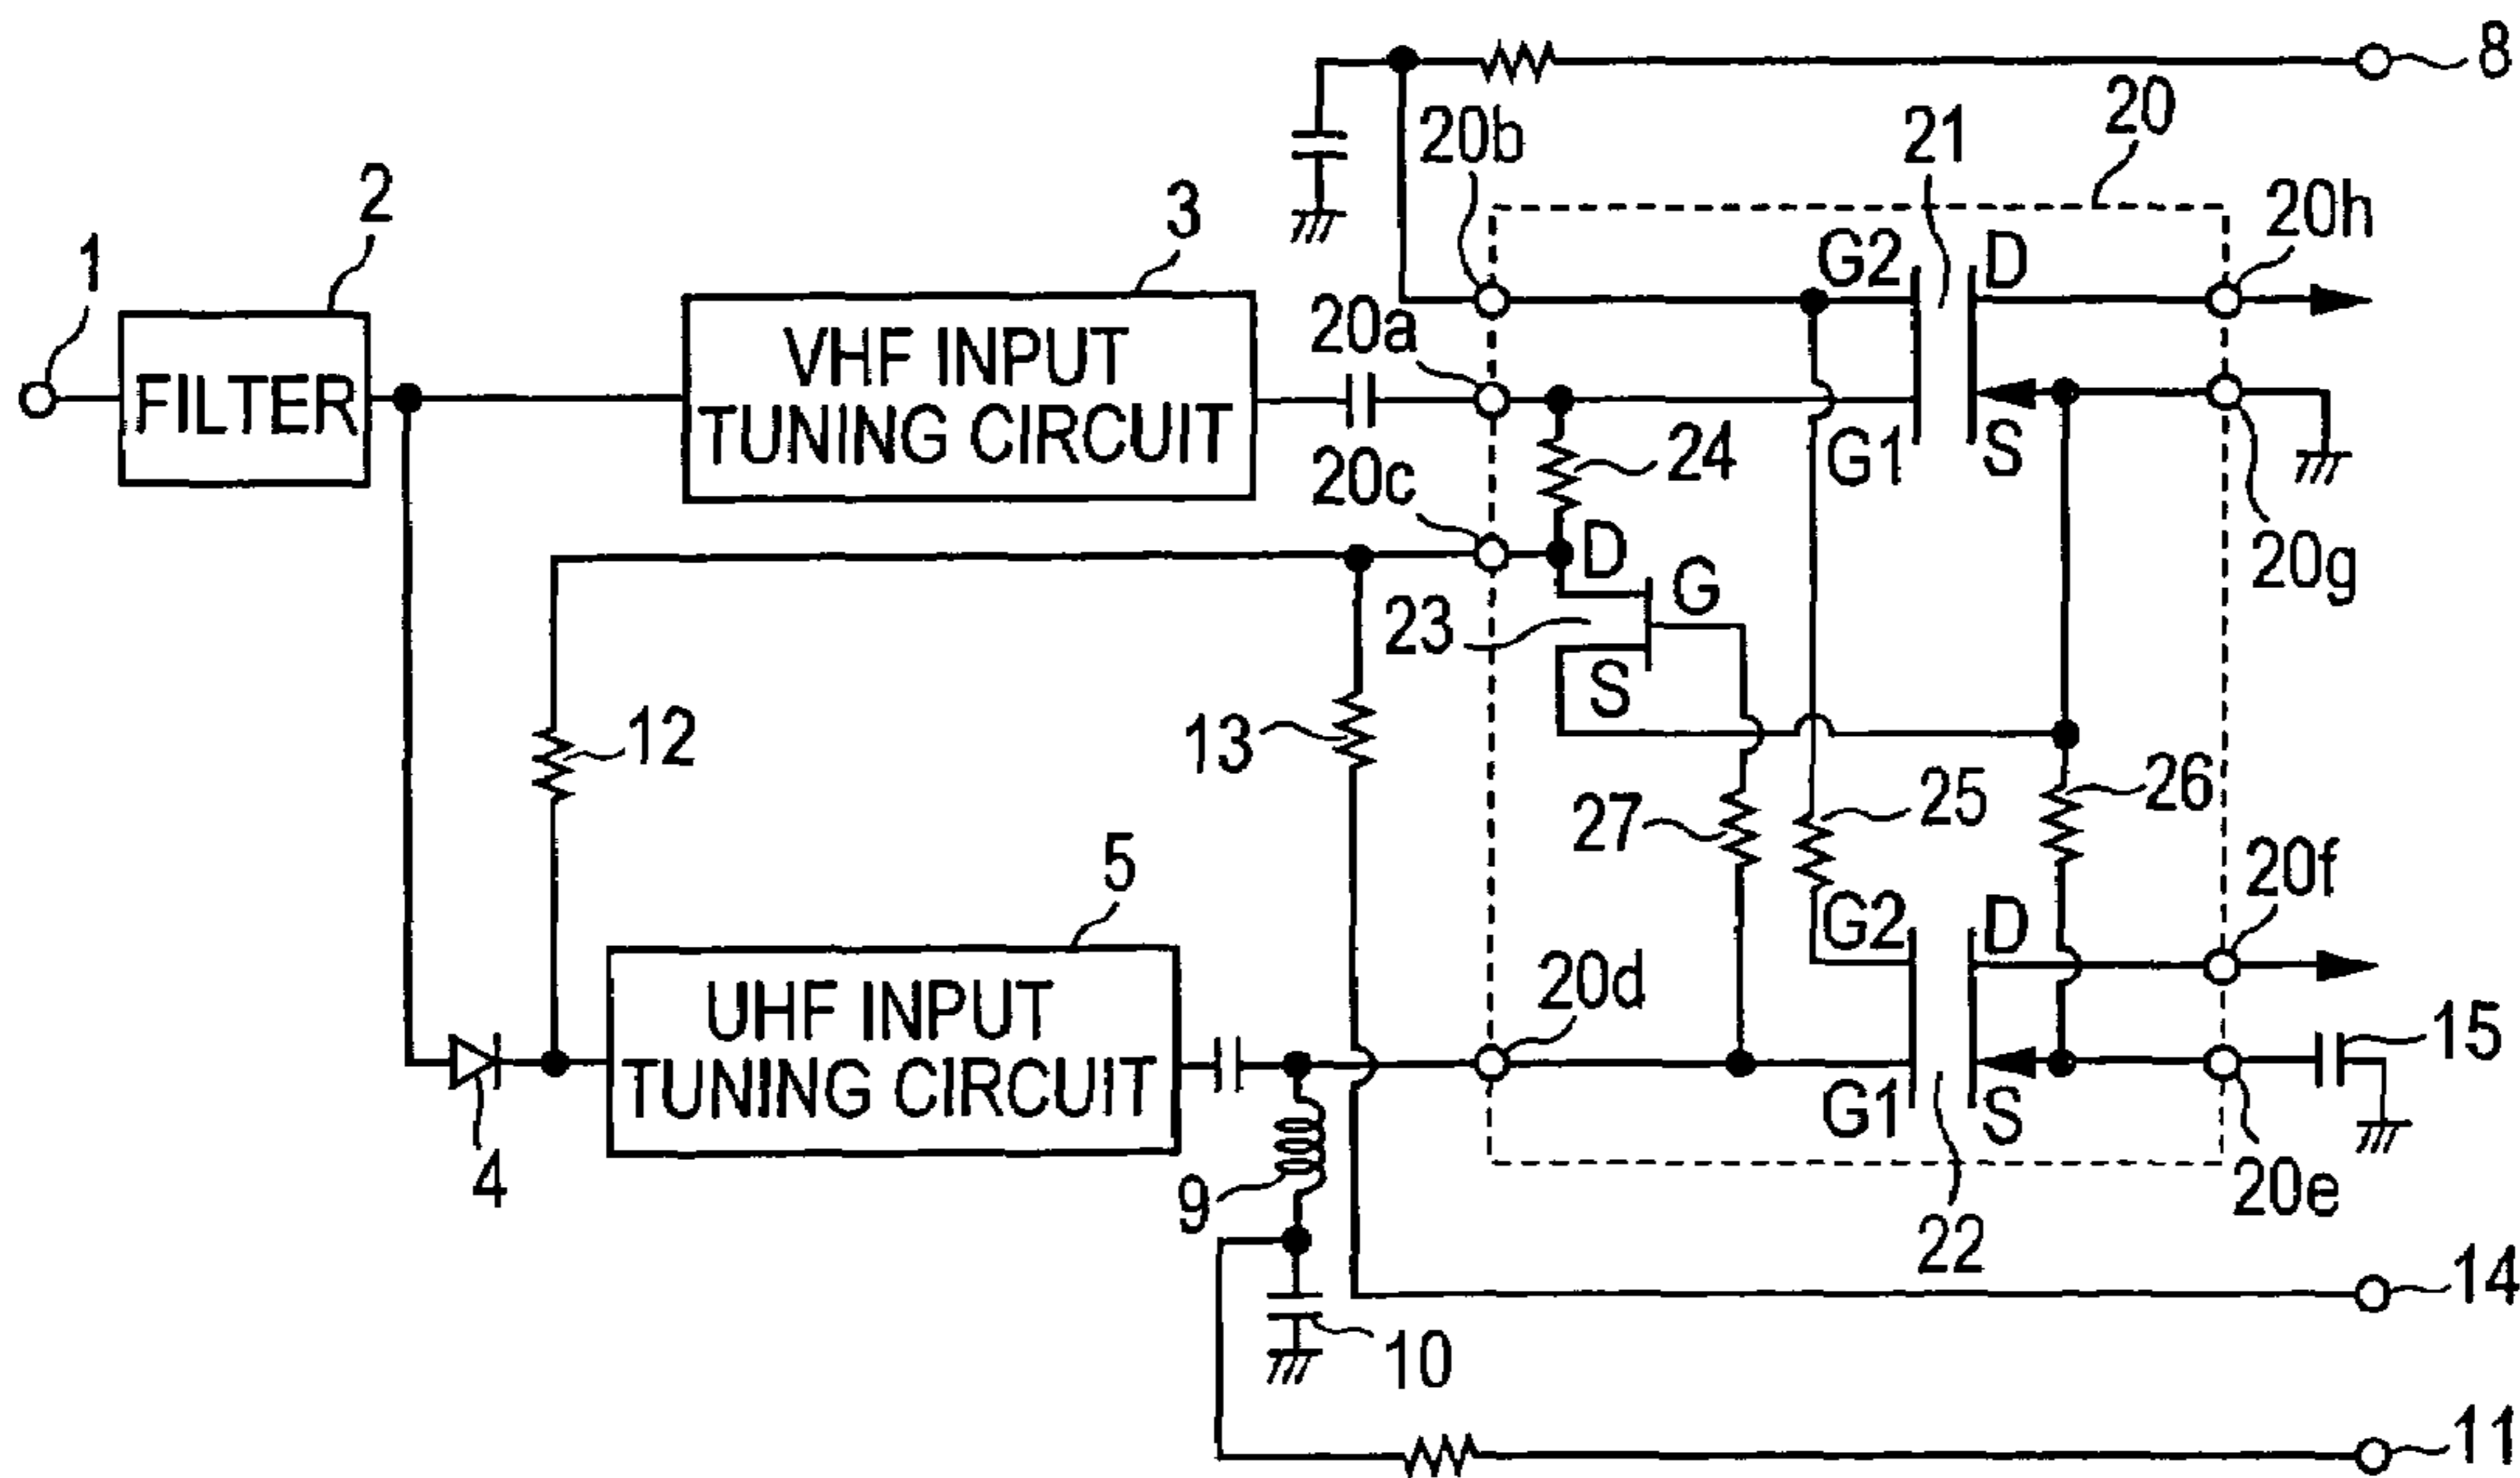 8
20b
21
20
2
3
20h
1
G2
D
20a
FILTER
VHF INPUT
TUNING CIRCUIT
20c
24
G1
S
D
G
20g
23
S
12
13
27
25
26
5
20f
G2
D
20d
UHF INPUT
TUNING CIRCUIT
15
G1
S
4
9
20e
22
14
10
11